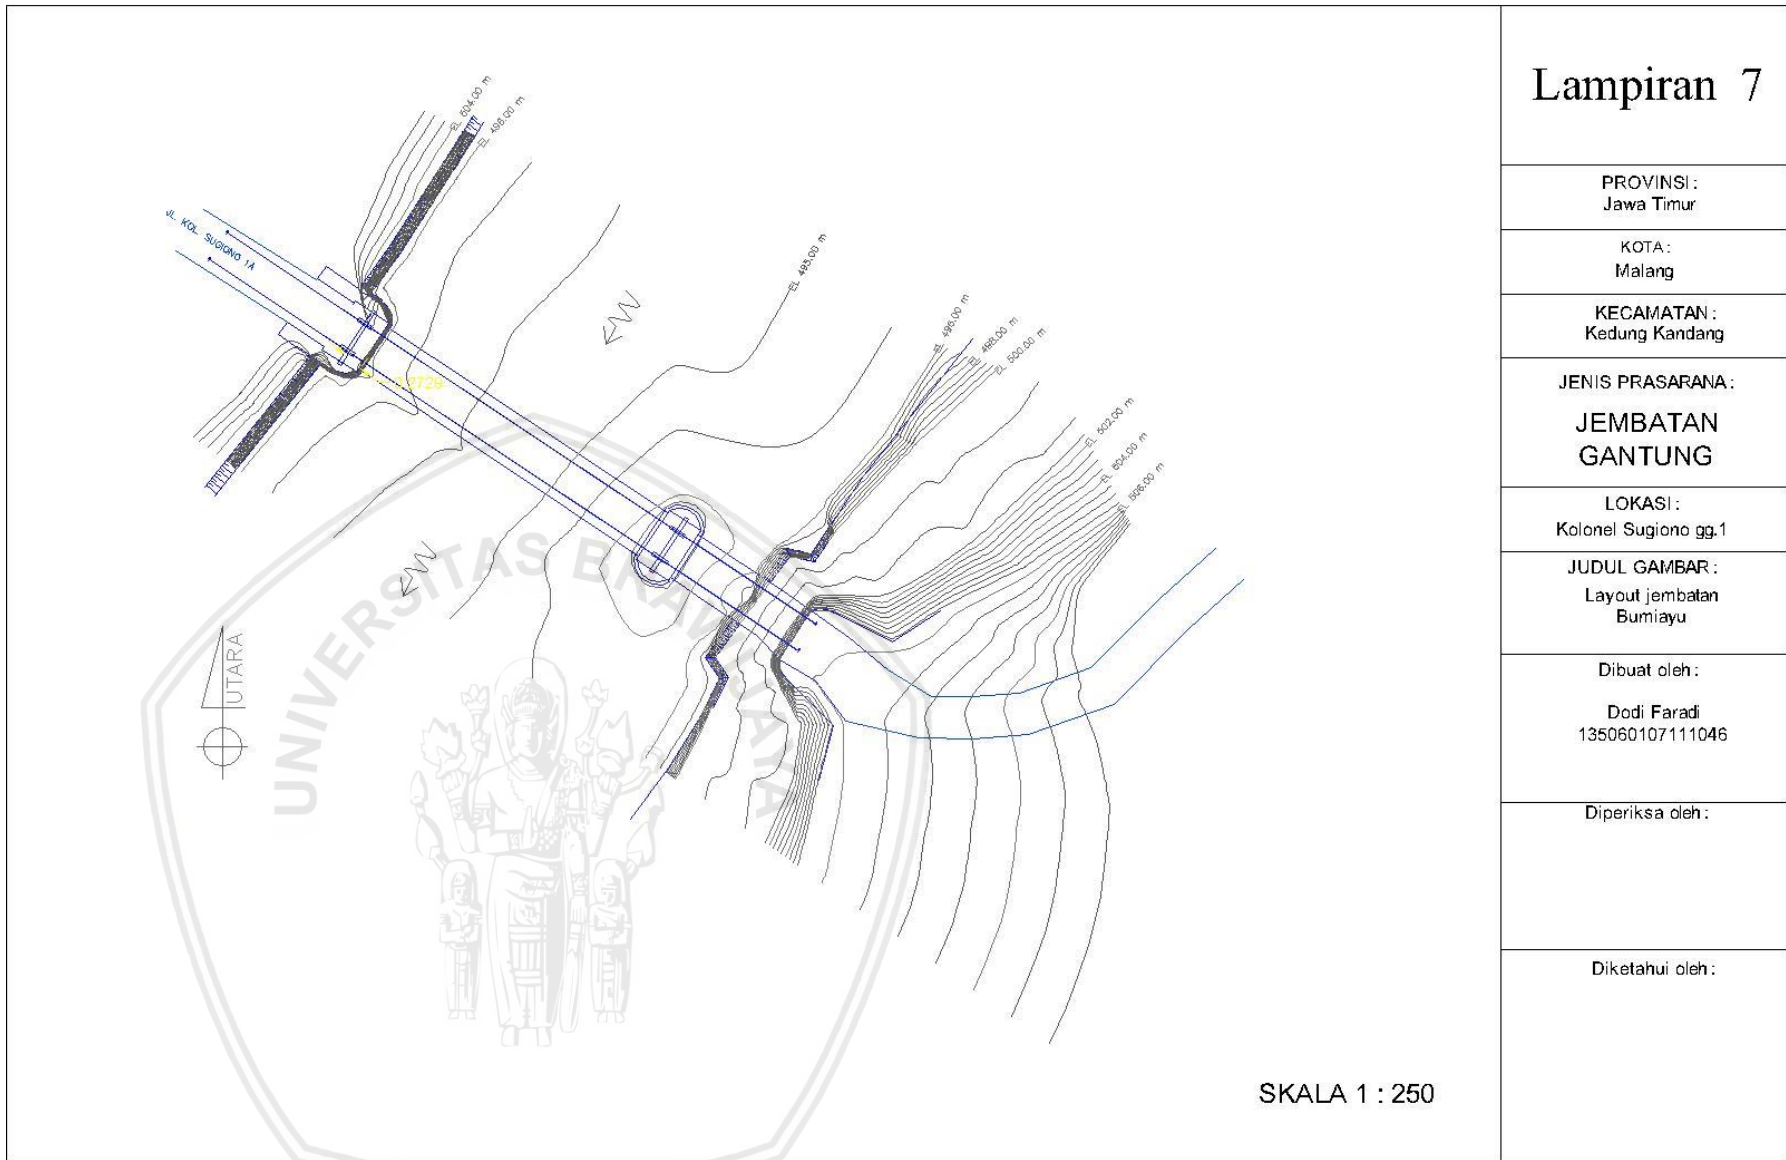 EL 504.00 m
EL 496.00 m
JL. KOL. SUGIONO 1A
EL 495.00 m
0.2729
EL 496.00 m
EL 498.00 m
EL 500.00 m
EL 502.00 m
EL 504.00 m
EL 506.00 m
UTARA
UNIVERSITAS BRAWIJAYA
SKALA 1 : 250
Lampiran 7
PROVINSI :
Jawa Timur
KOTA :
Malang
KECAMATAN :
Kedung Kandang
JENIS PRASARANA :
JEMBATAN
GANTUNG
LOKASI :
Kolonel Sugiono gg.1
JUDUL GAMBAR :
Layout jembatan
Bumiayu
Dibuat oleh :
Dodi Faradi
135060107111046
Diperiksa oleh :
Diketahui oleh :